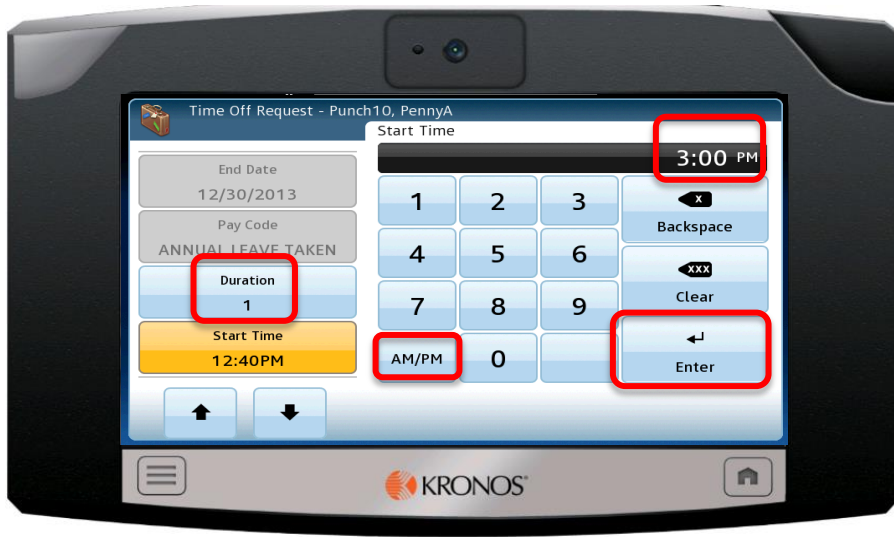 Time Off Request - Punch10, PennyA
Start Time
3:00 PM
End Date
12/30/2013
Pay Code
ANNUAL LEAVE TAKEN
Duration
1
Start Time
12:40PM
1 2 3
x
Backspace
4 5 6
xxx
Clear
7 8 9
AM/PM 0
Enter
KRONOS